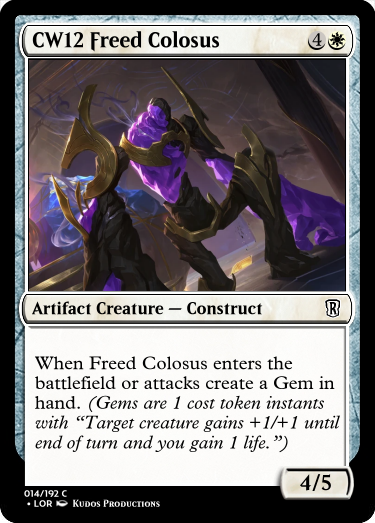 CW12 Freed Colosus 4
Artifact Creature — Construct R
When Freed Colosus enters the
battlefield or attacks create a Gem in
hand. (Gems are 1 cost token instants
with “Target creature gains +1/+1 until
end of turn and you gain 1 life.”)
4/5
014/192 C
• LOR Kudos Productions